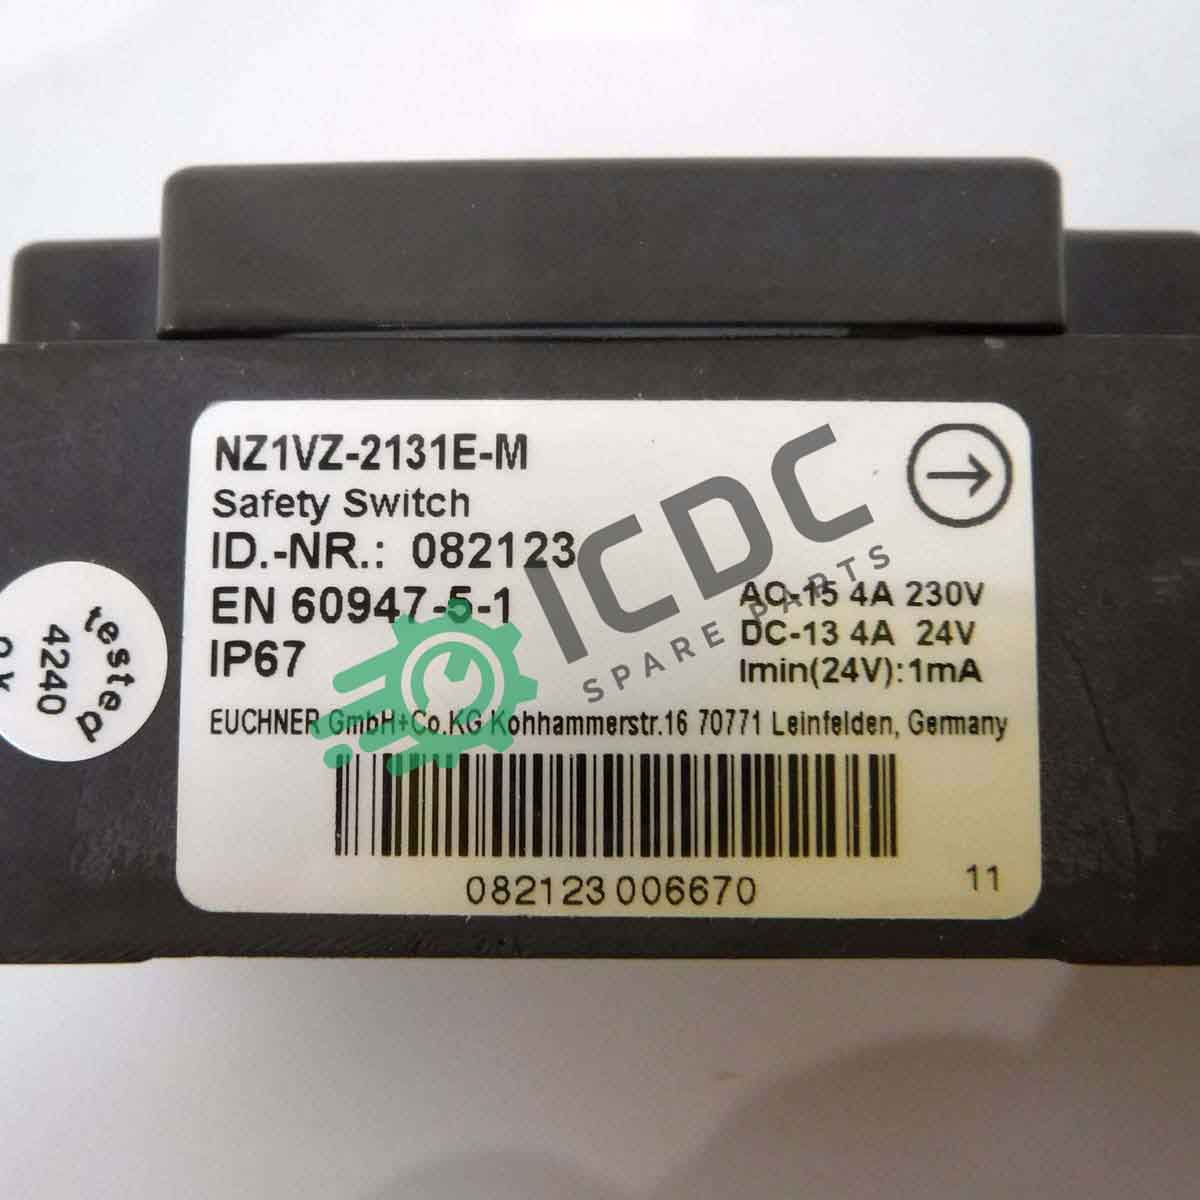 NZ1VZ-2131E-M
Safety Switch
ID.-NR.: 082123
EN 60947-5-1
IP67
AC-15 4A 230V
DC-13 4A 24V
Imin(24V):1mA
EUCHNER GmbH+Co.KG Kohhammerstr.16 70771 Leinfelden, Germany
082123 006670
11
tested
4240
ICDC
SPARE PARTS